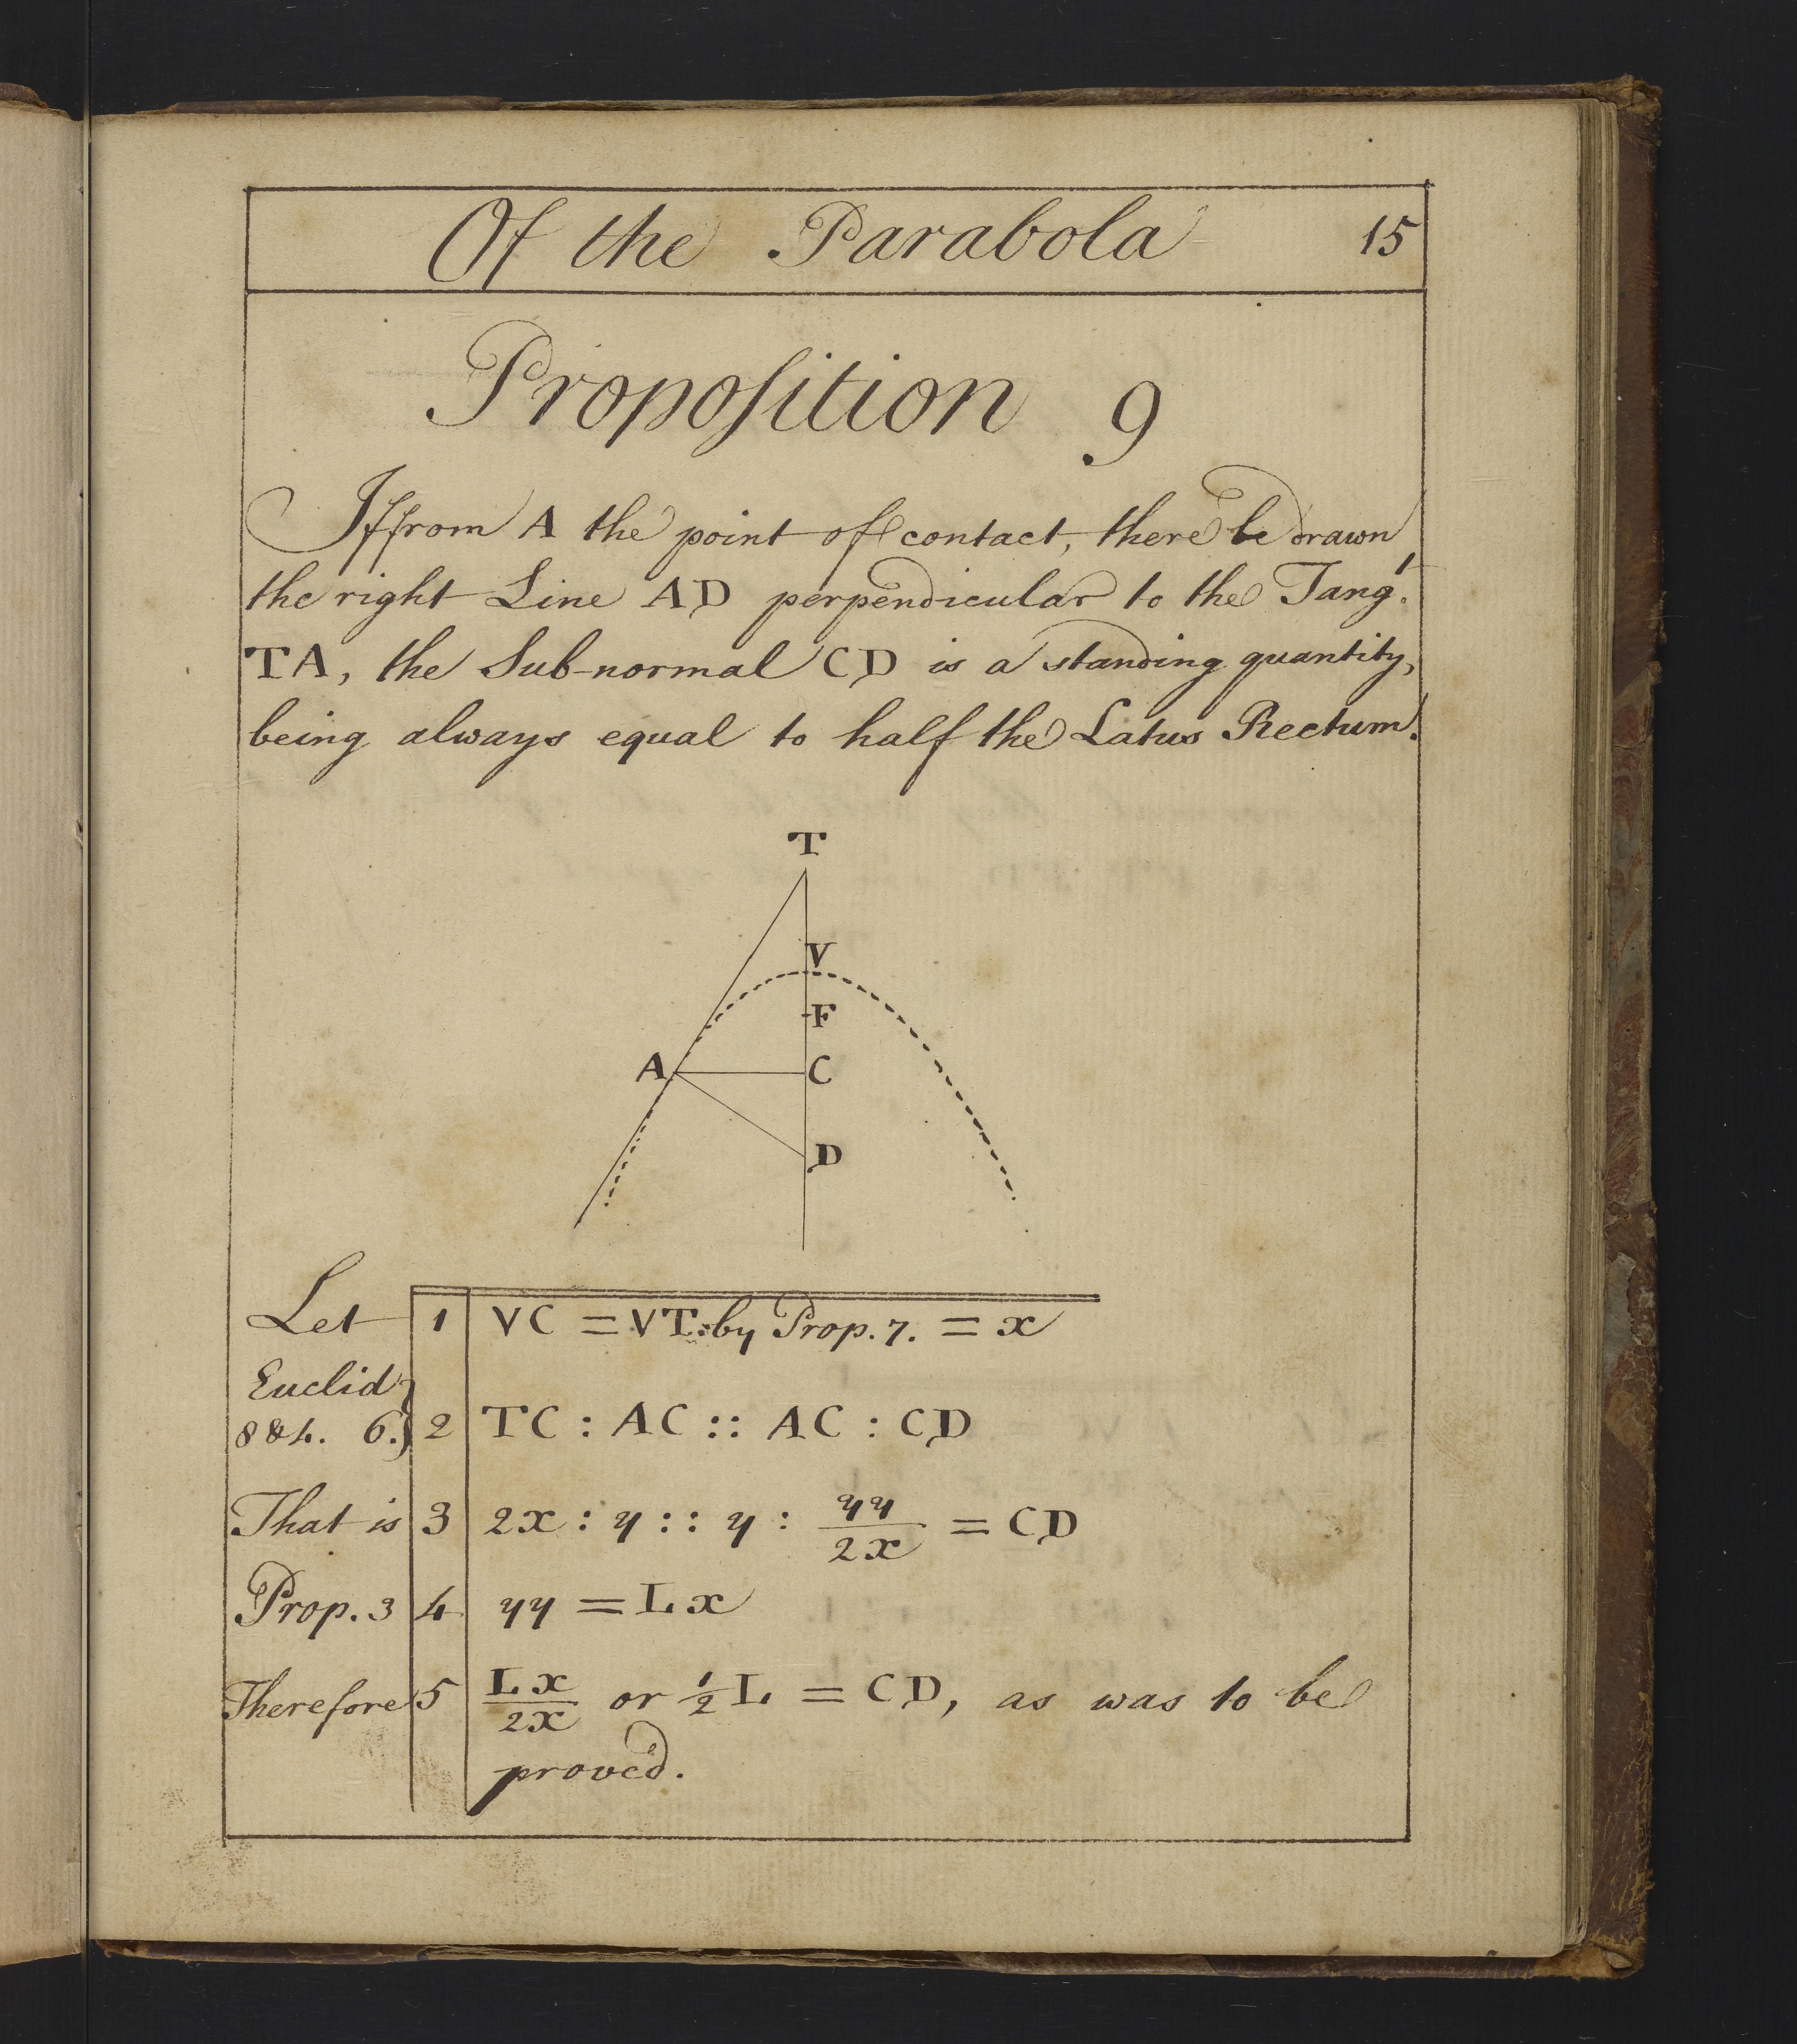 Of the Parabola 15
Propoſition 9
If from A the point of contact, there be drawn
the right Line AD perpendicular to the Tang.t
TA, the Sub-normal CD is a standing quantity,
being always equal to half the Latus Rectum.
T
V
F
A C
D
Let 1 VC = VT: by Prop. 7. = x
Euclid }
8 & 4. 6. } 2 TC : AC :: AC : CD
That is 3 2x : y :: y : yy/2x = CD
Prop. 3 4 yy = Lx
Therefore 5 Lx/2x or 1/2 L = CD, as was to be
prov'd.